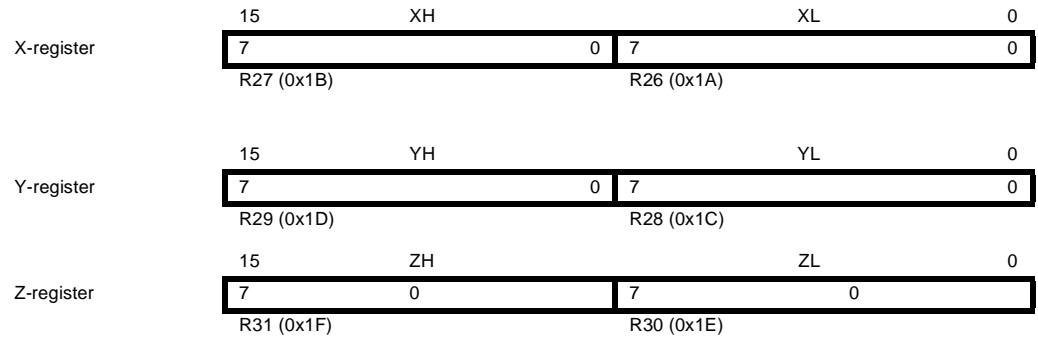 15 XH XL 0
X-register 7 0 7 0
R27 (0x1B) R26 (0x1A)
15 YH YL 0
Y-register 7 0 7 0
R29 (0x1D) R28 (0x1C)
15 ZH ZL 0
Z-register 7 0 7 0
R31 (0x1F) R30 (0x1E)